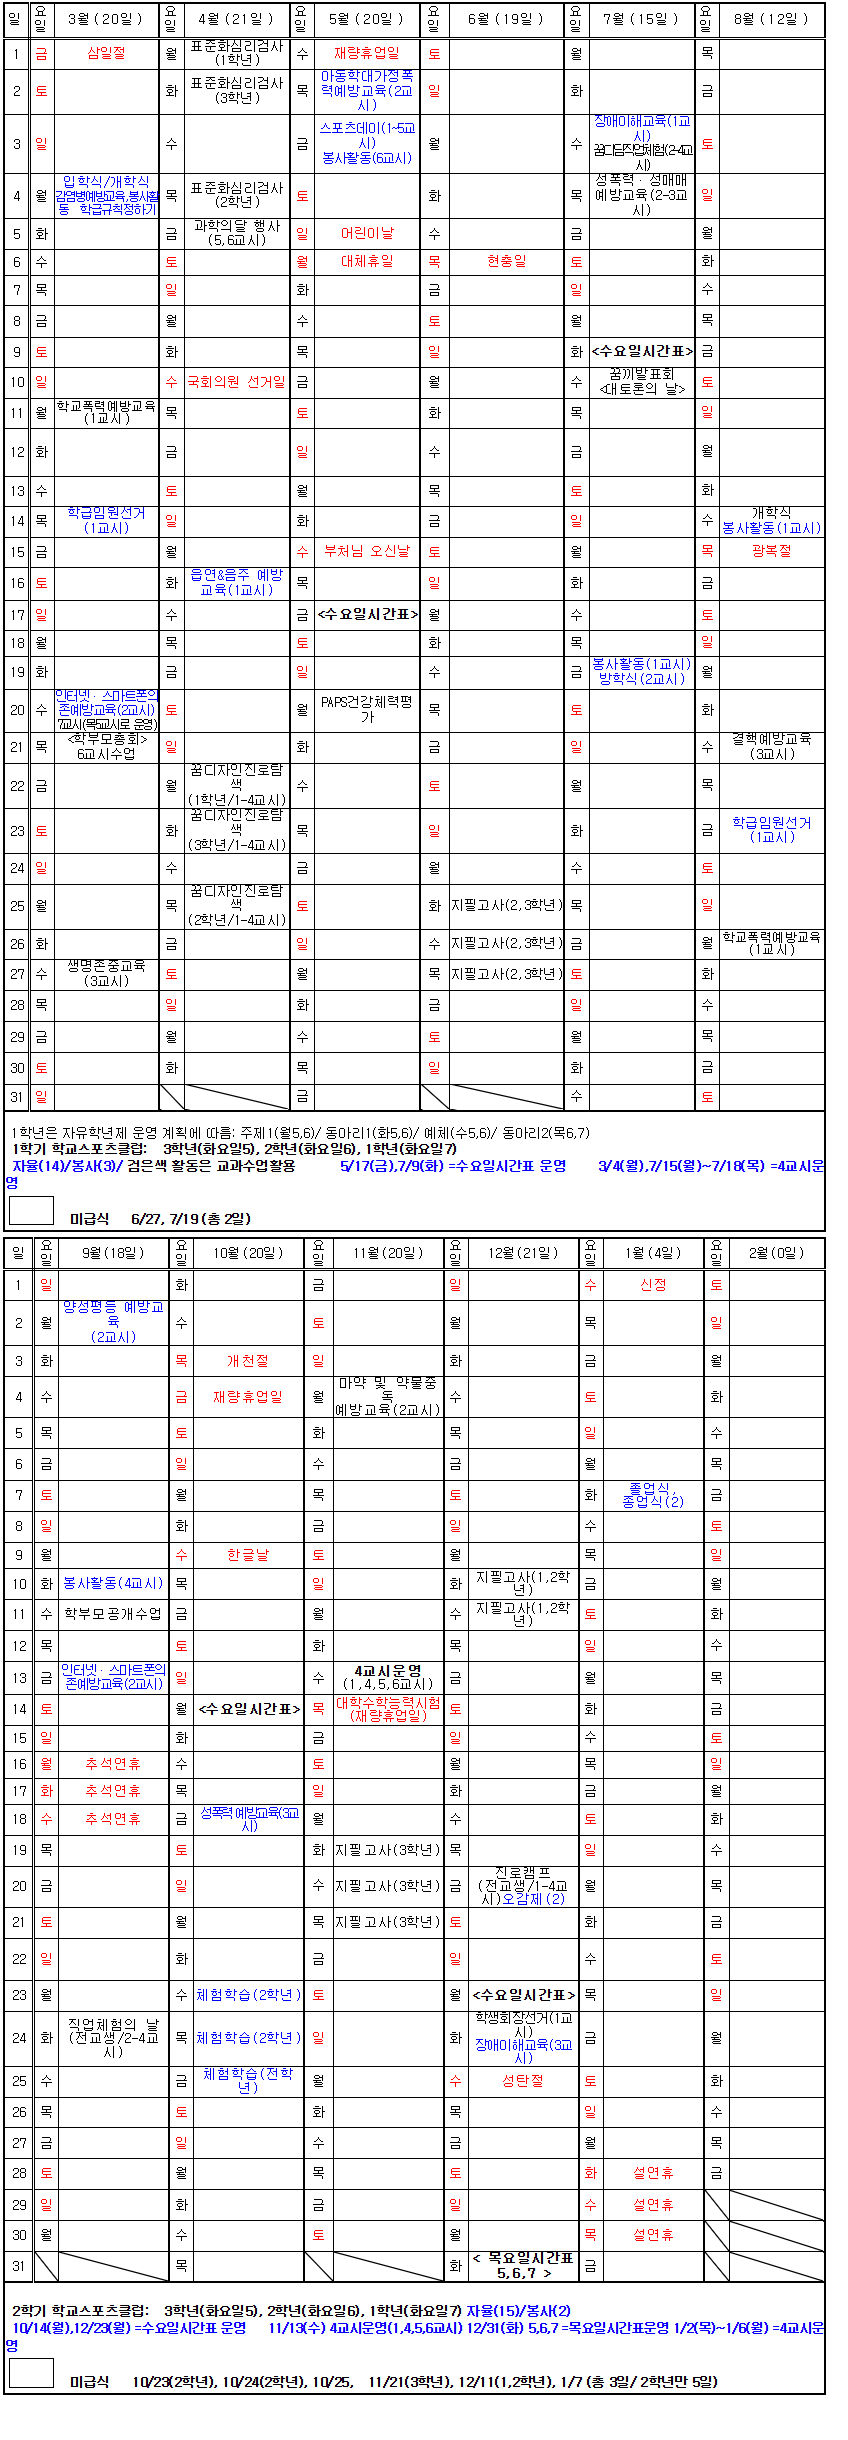 일 요일 3월(20일) 요일 4월(21일) 요일 5월(20일) 요일 6월(19일) 요일 7월(15일) 요일 8월(12일)
1 금 삼일절 월 표준화심리검사 (1학년) 수 재량휴업일 토 월 목
2 토 화 표준화심리검사 (3학년) 목 아동학대가정폭력예방교육(2교시) 일 화 금
3 일 수 금 스포츠데이(1~5교시) 봉사활동(6교시) 월 수 장애이해교육(1교시) 꿈디딤직업체험(2-4교시) 토
4 월 입학식/개학식 감염병예방교육,봉사활동 학급규칙정하기 목 표준화심리검사 (2학년) 토 화 목 성폭력·성매매 예방교육(2-3교시) 일
5 화 금 과학의달 행사 (5,6교시) 일 어린이날 수 금 월
6 수 토 월 대체휴일 목 현충일 토 화
7 목 일 화 금 일 수
8 금 월 수 토 월 목
9 토 화 목 일 화 <수요일시간표> 금
10 일 수 국회의원 선거일 금 월 수 꿈끼발표회 <대토론의 날> 토
11 월 학교폭력예방교육 (1교시) 목 토 화 목 일
12 화 금 일 수 금 월
13 수 토 월 목 토 화
14 목 학급임원선거 (1교시) 일 화 금 일 수 개학식 봉사활동(1교시)
15 금 월 수 부처님 오신날 토 월 목 광복절
16 토 화 흡연&음주 예방교육(1교시) 목 일 화 금
17 일 수 금 <수요일시간표> 월 수 토
18 월 목 토 화 목 일
19 화 금 일 수 금 봉사활동(1교시) 방학식(2교시) 월
20 수 인터넷·스마트폰의존예방교육(2교시) 7교시(목5교시로 운영) 토 월 PAPS건강체력평가 목 토 화
21 목 <학부모총회> 6교시수업 일 화 금 일 수 결핵예방교육 (3교시)
22 금 월 꿈디자인진로탐색 (1학년/1-4교시) 수 토 월 목
23 토 화 꿈디자인진로탐색 (3학년/1-4교시) 목 일 화 금 학급임원선거 (1교시)
24 일 수 금 월 수 토
25 월 목 꿈디자인진로탐색 (2학년/1-4교시) 토 화 지필고사(2,3학년) 목 일
26 화 금 일 수 지필고사(2,3학년) 금 월 학교폭력예방교육 (1교시)
27 수 생명존중교육 (3교시) 토 월 목 지필고사(2,3학년) 토 화
28 목 일 화 금 일 수
29 금 월 수 토 월 목
30 토 화 목 일 화 금
31 일 금 수 토
1학년은 자유학년제 운영 계획에 따름: 주제1(월5,6)/ 동아리1(화5,6)/ 예체(수5,6)/ 동아리2(목6,7)
1학기 학교스포츠클럽: 3학년(화요일5), 2학년(화요일6), 1학년(화요일7)
자율(14)/봉사(3)/ 검은색 활동은 교과수업활용 5/17(금),7/9(화) =수요일시간표 운영 3/4(월),7/15(월)~7/18(목) =4교시운
영
미급식 6/27, 7/19 (총 2일)
일 요일 9월(18일) 요일 10월(20일) 요일 11월(20일) 요일 12월(21일) 요일 1월(4일) 요일 2월(0일)
1 일 화 금 일 수 신정 토
2 월 양성평등 예방교육 (2교시) 수 토 월 목 일
3 화 목 개천절 일 화 금 월
4 수 금 재량휴업일 월 마약 및 약물중독 예방교육(2교시) 수 토 화
5 목 토 화 목 일 수
6 금 일 수 금 월 목
7 토 월 목 토 화 졸업식, 종업식(2) 금
8 일 화 금 일 수 토
9 월 수 한글날 토 월 목 일
10 화 봉사활동(4교시) 목 일 화 지필고사(1,2학년) 금 월
11 수 학부모공개수업 금 월 수 지필고사(1,2학년) 토 화
12 목 토 화 목 일 수
13 금 인터넷·스마트폰의존예방교육(2교시) 일 수 4교시운영 (1,4,5,6교시) 금 월 목
14 토 월 <수요일시간표> 목 대학수학능력시험 (재량휴업일) 토 화 금
15 일 화 금 일 수 토
16 월 추석연휴 수 토 월 목 일
17 화 추석연휴 목 일 화 금 월
18 수 추석연휴 금 성폭력 예방교육(3교시) 월 수 토 화
19 목 토 화 지필고사(3학년) 목 일 수
20 금 일 수 지필고사(3학년) 금 진로캠프 (전교생/1-4교시)오감제(2) 월 목
21 토 월 목 지필고사(3학년) 토 화 금
22 일 화 금 일 수 토
23 월 수 체험학습(2학년) 토 월 <수요일시간표> 목 일
24 화 직업체험의 날 (전교생/2-4교시) 목 체험학습(2학년) 일 화 학생회장선거(1교시) 장애이해교육(3교시) 금 월
25 수 금 체험학습(전학년) 월 수 성탄절 토 화
26 목 토 화 목 일 수
27 금 일 수 금 월 목
28 토 월 목 토 화 설연휴 금
29 일 화 금 일 수 설연휴
30 월 수 토 월 목 설연휴
31 목 화 < 목요일시간표 5,6,7 > 금
2학기 학교스포츠클럽: 3학년(화요일5), 2학년(화요일6), 1학년(화요일7) 자율(15)/봉사(2)
10/14(월),12/23(월) =수요일시간표 운영 11/13(수) 4교시운영(1,4,5,6교시) 12/31(화) 5,6,7 =목요일시간표운영 1/2(목)~1/6(월) =4교시운
영
미급식 10/23(2학년), 10/24(2학년), 10/25, 11/21(3학년), 12/11(1,2학년), 1/7 (총 3일/ 2학년만 5일)